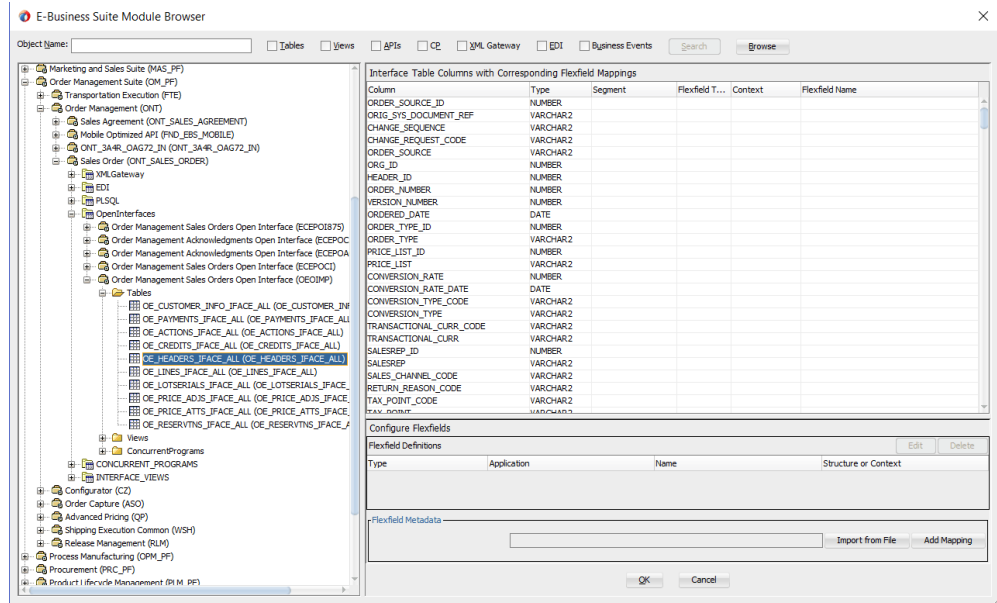 E-Business Suite Module Browser
Object Name: Tables Views APIs CP XML Gateway EDI Business Events Search Browse
Marketing and Sales Suite (MAS_PF)
Order Management Suite (OM_PF)
Transportation Execution (FTE)
Order Management (ONT)
Sales Agreement (ONT_SALES_AGREEMENT)
Mobile Optimized API (FND_EBS_MOBILE)
ONT_3A4R_OAG72_IN (ONT_3A4R_OAG72_IN)
Sales Order (ONT_SALES_ORDER)
XMLGateway
EDI
PLSQL
OpenInterfaces
Order Management Sales Orders Open Interface (ECEPOI875)
Order Management Acknowledgments Open Interface (ECEPOC
Order Management Acknowledgments Open Interface (ECEPOA
Order Management Sales Orders Open Interface (ECEPOCI)
Order Management Sales Orders Open Interface (OEOIMP)
Tables
OE_CUSTOMER_INFO_IFACE_ALL (OE_CUSTOMER_INF
OE_PAYMENTS_IFACE_ALL (OE_PAYMENTS_IFACE_ALL
OE_ACTIONS_IFACE_ALL (OE_ACTIONS_IFACE_ALL)
OE_CREDITS_IFACE_ALL (OE_CREDITS_IFACE_ALL)
OE_HEADERS_IFACE_ALL (OE_HEADERS_IFACE_ALL)
OE_LINES_IFACE_ALL (OE_LINES_IFACE_ALL)
OE_LOTSERIALS_IFACE_ALL (OE_LOTSERIALS_IFACE_
OE_PRICE_ADJS_IFACE_ALL (OE_PRICE_ADJS_IFACE_
OE_PRICE_ATTS_IFACE_ALL (OE_PRICE_ATTS_IFACE_
OE_RESERVTNS_IFACE_ALL (OE_RESERVTNS_IFACE_A
Views
ConcurrentPrograms
CONCURRENT_PROGRAMS
INTERFACE_VIEWS
Configurator (CZ)
Order Capture (ASO)
Advanced Pricing (QP)
Shipping Execution Common (WSH)
Release Management (RLM)
Process Manufacturing (OPM_PF)
Procurement (PRC_PF)
Product Lifecycle Management (PLM_PF)
Interface Table Columns with Corresponding Flexfield Mappings
Column Type Segment Flexfield T... Context Flexfield Name
ORDER_SOURCE_ID NUMBER
ORIG_SYS_DOCUMENT_REF VARCHAR2
CHANGE_SEQUENCE VARCHAR2
CHANGE_REQUEST_CODE VARCHAR2
ORDER_SOURCE VARCHAR2
ORG_ID NUMBER
HEADER_ID NUMBER
ORDER_NUMBER NUMBER
VERSION_NUMBER NUMBER
ORDERED_DATE DATE
ORDER_TYPE_ID NUMBER
ORDER_TYPE VARCHAR2
PRICE_LIST_ID NUMBER
PRICE_LIST VARCHAR2
CONVERSION_RATE NUMBER
CONVERSION_RATE_DATE DATE
CONVERSION_TYPE_CODE VARCHAR2
CONVERSION_TYPE VARCHAR2
TRANSACTIONAL_CURR_CODE VARCHAR2
TRANSACTIONAL_CURR VARCHAR2
SALESREP_ID NUMBER
SALESREP VARCHAR2
SALES_CHANNEL_CODE VARCHAR2
RETURN_REASON_CODE VARCHAR2
TAX_POINT_CODE VARCHAR2
TAX_POINT VARCHAR2
Configure Flexfields
Flexfield Definitions Edit Delete
Type Application Name Structure or Context
Flexfield Metadata
Import from File Add Mapping
OK Cancel